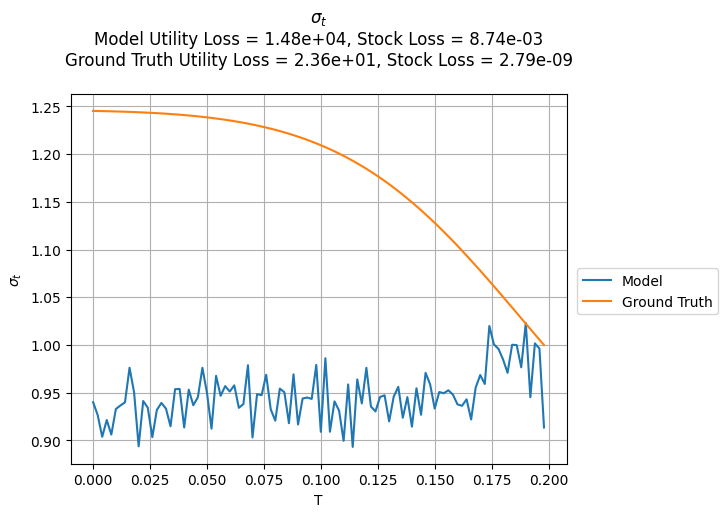 σt
Model Utility Loss = 1.48e+04, Stock Loss = 8.74e-03
Ground Truth Utility Loss = 2.36e+01, Stock Loss = 2.79e-09
1.25
1.20
1.15
1.10
1.05
1.00
0.95
0.90
σt
Model
Ground Truth
0.000 0.025 0.050 0.075 0.100 0.125 0.150 0.175 0.200
T